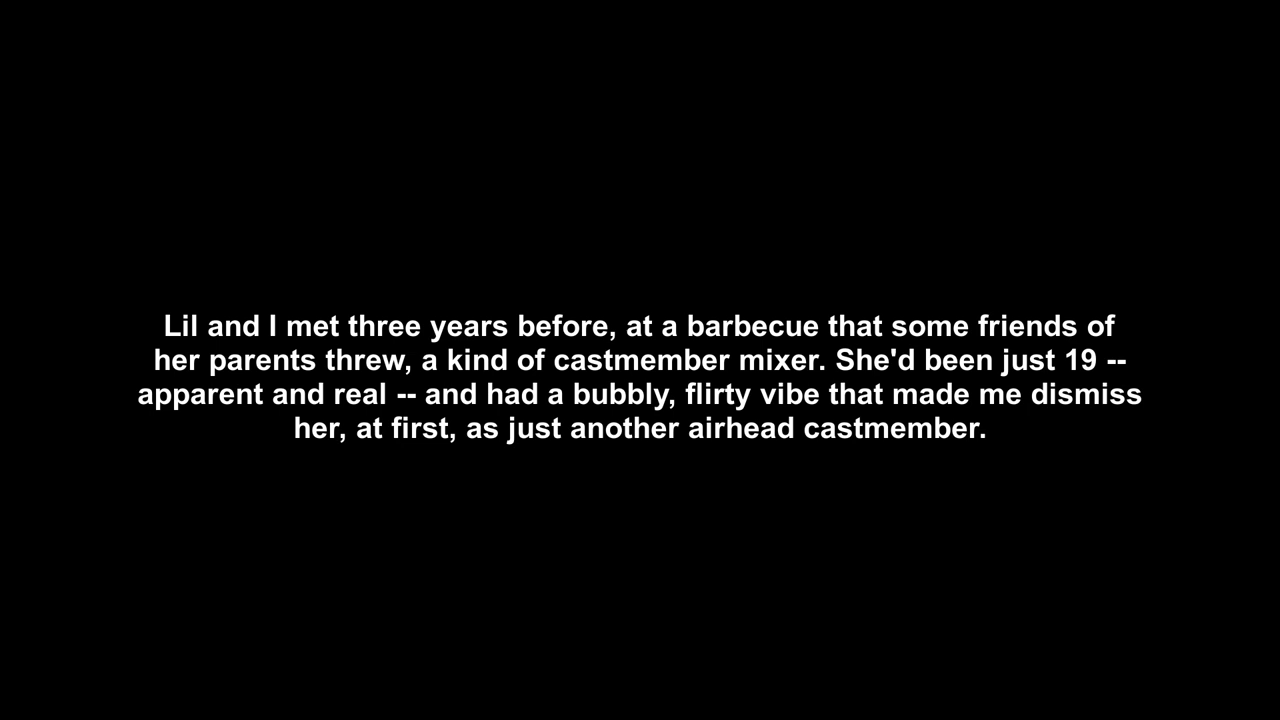 Lil and I met three years before, at a barbecue that some friends of
her parents threw, a kind of castmember mixer. She'd been just 19 --
apparent and real -- and had a bubbly, flirty vibe that made me dismiss
her, at first, as just another airhead castmember.